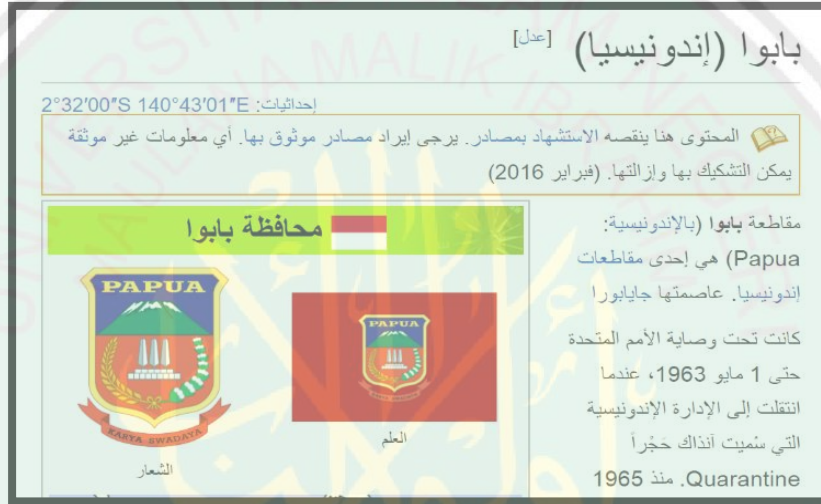 بابوا (إندونيسيا) [عدل]
إحداثيات: 2°32′00″S 140°43′01″E
المحتوى هنا ينقصه الاستشهاد بمصادر. يرجى إيراد مصادر موثوق بها. أي معلومات غير موثقة
يمكن التشكيك بها وإزالتها. (فبراير 2016)
مقاطعة بابوا (بالإندونيسية:
Papua) هي إحدى مقاطعات
إندونيسيا. عاصمتها جايابورا
كانت تحت وصاية الأمم المتحدة
حتى 1 مايو 1963، عندما
انتقلت إلى الإدارة الإندونيسية
التي سُميت آنذاك حَجْراً
Quarantine. منذ 1965
محافظة بابوا
PAPUA
KARYA SWADAYA
الشعار
PAPUA
العلم
MAULANA MALIK IBRAHIM